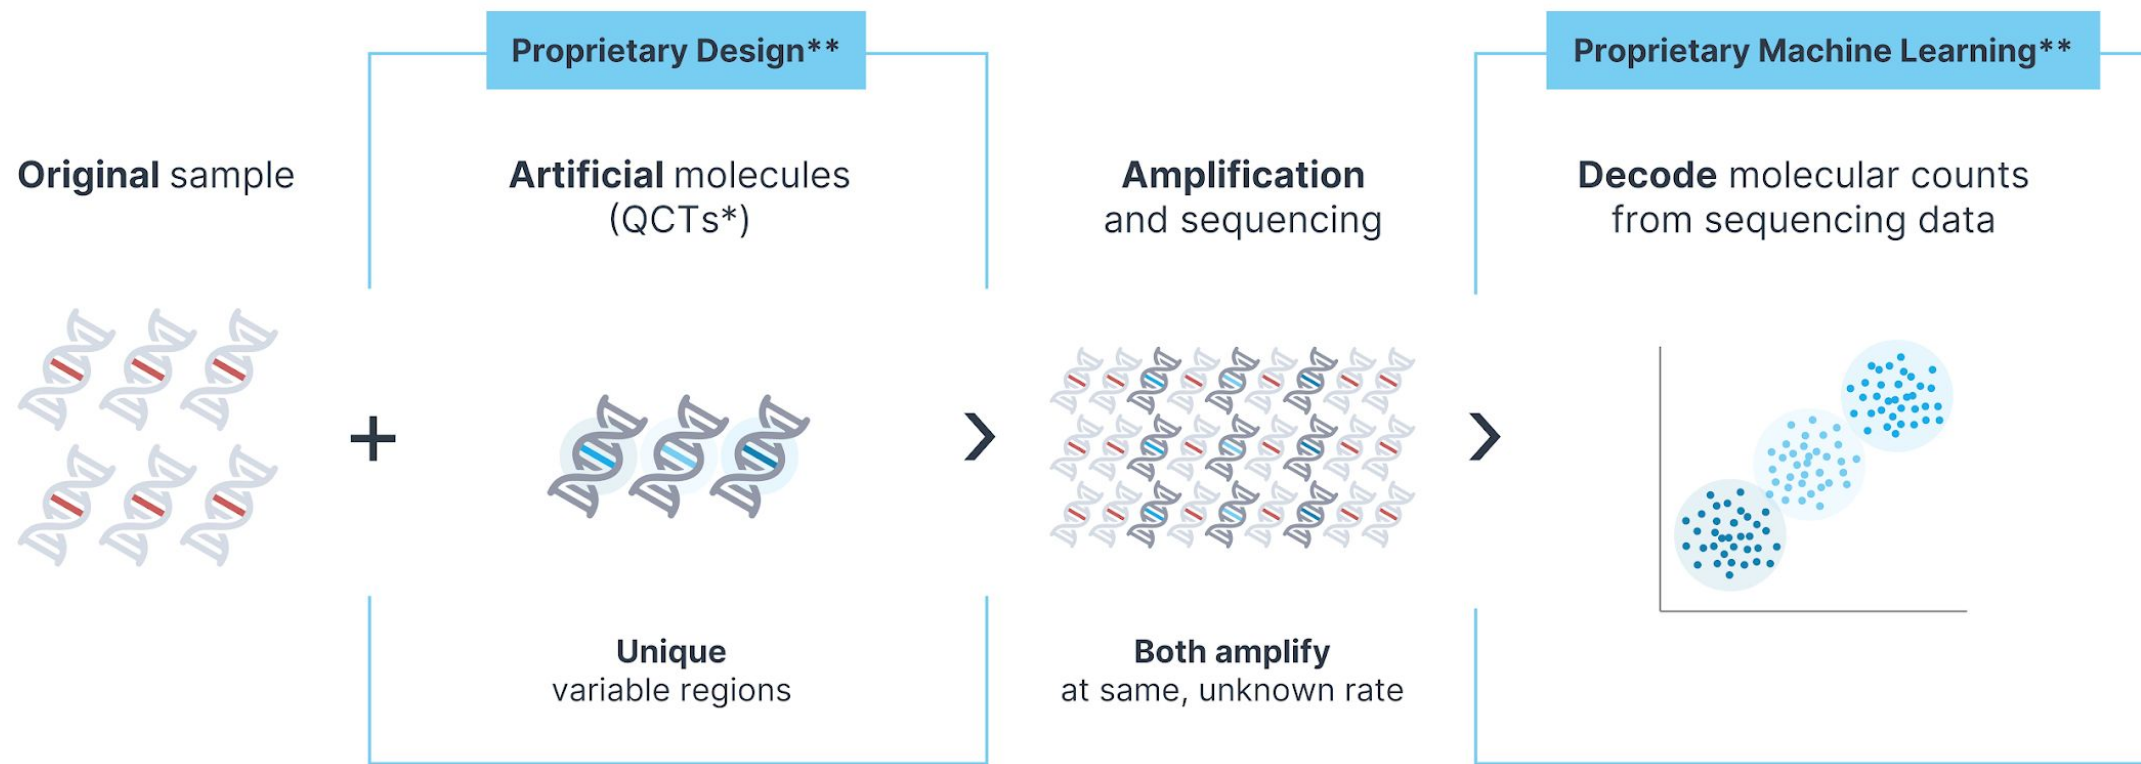 Proprietary Design**
Proprietary Machine Learning**
Original sample
Artificial molecules
(QCTs*)
Amplification
and sequencing
Decode molecular counts
from sequencing data
+
>
>
Unique
variable regions
Both amplify
at same, unknown rate